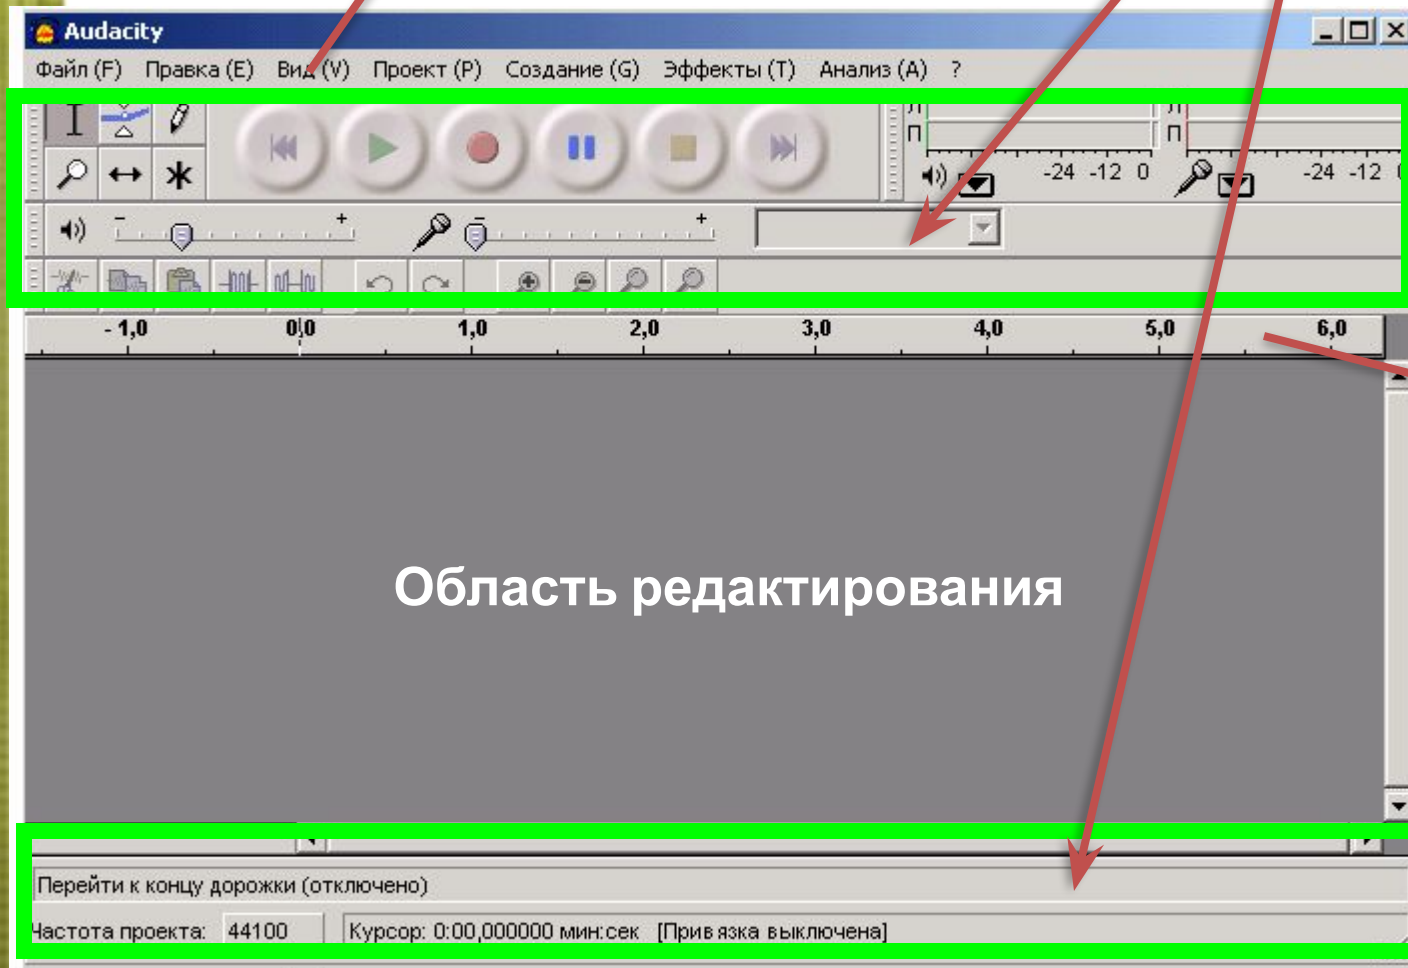 Audacity
Файл (F) Правка (E) Вид (V) Проект (P) Создание (G) Эффекты (T) Анализ (A) ?
Л Л
П П
-24 -12 0 -24 -12 0
- + - +
- 1,0 0,0 1,0 2,0 3,0 4,0 5,0 6,0
Область редактирования
Перейти к концу дорожки (отключено)
Частота проекта: 44100 Курсор: 0:00,000000 мин:сек [Привязка выключена]